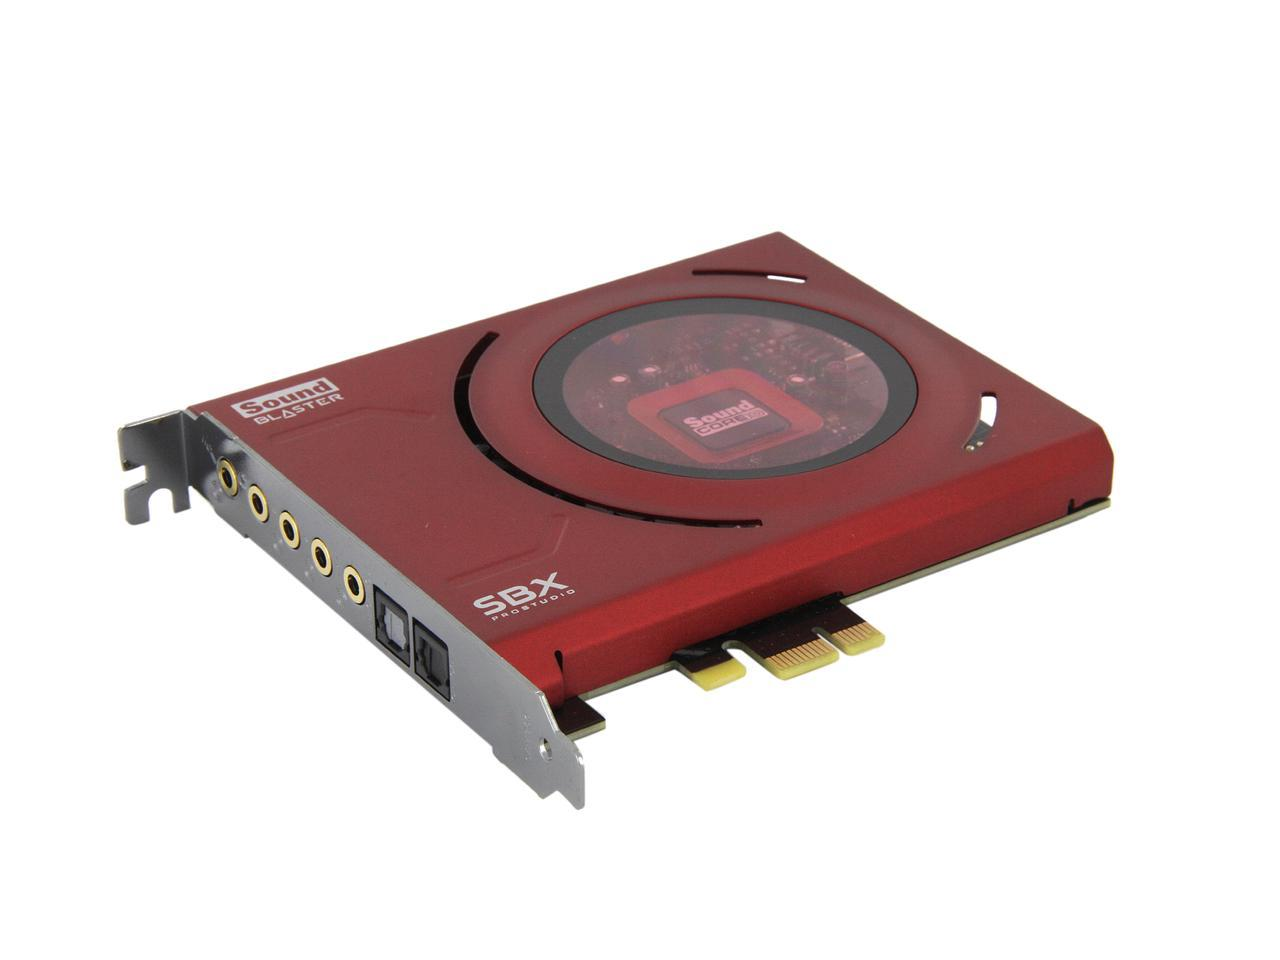 Sound
BLASTER
Sound
CORE3D
SBX
PROSTUDIO